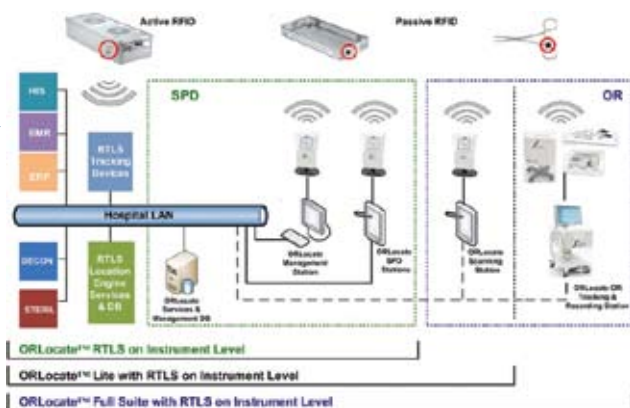 Active RFID
Passive RFID
SPD
OR
HIS
EMR
ERP
RTLS
Tracking
Devices
Hospital LAN
DECON
STERIL
RTLS
Location
Engine
Services
& DB
ORLocate
Services &
Management DB
ORLocate
Management
Station
ORLocate
SPD
Stations
ORLocate
Scanning
Station
ORLocate OR
Tracking &
Recording Station
ORLocate™ RTLS on Instrument Level
ORLocate™ Lite with RTLS on Instrument Level
ORLocate™ Full Suite with RTLS on Instrument Level